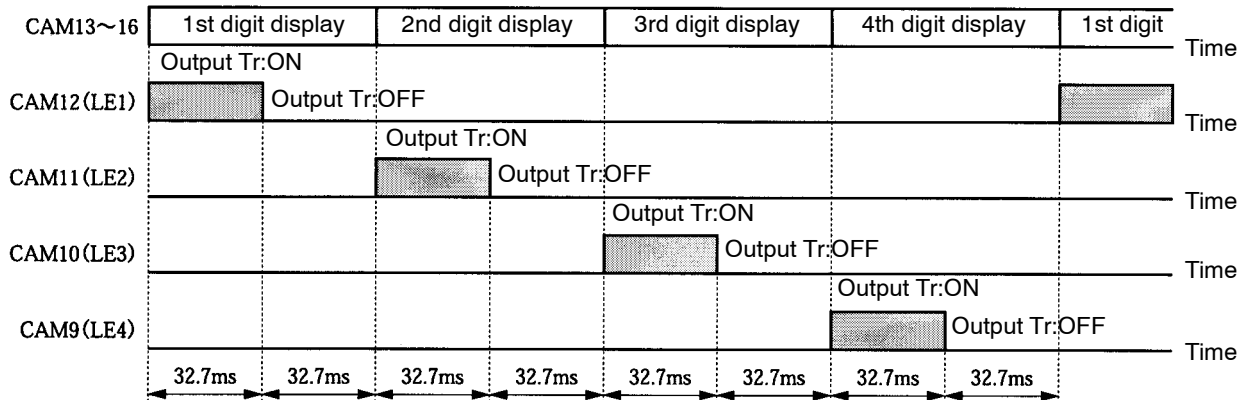 CAM13～16 1st digit display 2nd digit display 3rd digit display 4th digit display 1st digit Time
Output Tr:ON
CAM12(LE1) Output Tr:OFF Time
Output Tr:ON
CAM11(LE2) Output Tr:OFF Time
Output Tr:ON
CAM10(LE3) Output Tr:OFF Time
Output Tr:ON
CAM9(LE4) Output Tr:OFF Time
32.7ms 32.7ms 32.7ms 32.7ms 32.7ms 32.7ms 32.7ms 32.7ms